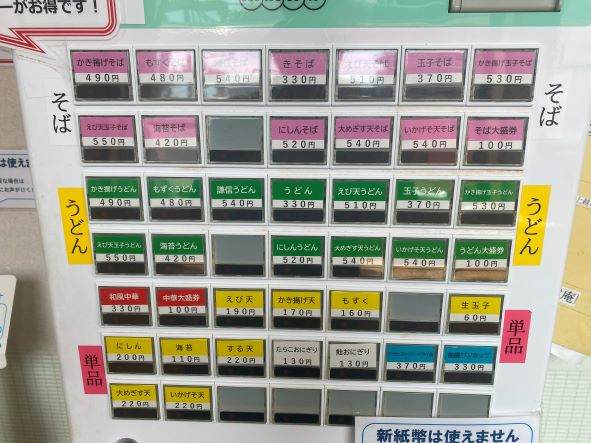 ーがお得です！
かき揚げそば 490円
もずくそば 480円
540円
きそば 330円
えび天そば 510円
玉子そば 370円
かき揚げ玉子そば 530円
そば
そば
えび天玉子そば 550円
海苔そば 420円
にしんそば 520円
大めぎす天そば 540円
いかげそ天そば 540円
そば大盛券 100円
は使えま
かき揚げうどん 490円
もずくうどん 480円
謙信うどん 540円
うどん 330円
えび天うどん 510円
玉子うどん 370円
かき揚げ玉子うどん 530円
うどん
うどん
えび天玉子うどん 550円
海苔うどん 420円
にしんうどん 520円
大めぎす天うどん 540円
いかげそ天うどん 540円
うどん大盛券 100円
和風中華 330円
中華大盛券 100円
えび天 190円
かき揚げ天 170円
もずく 160円
生玉子 60円
庵
単品
単品
にしん 200円
海苔 110円
する天 220円
たらこおにぎり 130円
鮭おにぎり 130円
370円
ワンカップ 330円
大めぎす天 220円
いかげそ天 220円
新紙幣は使えません